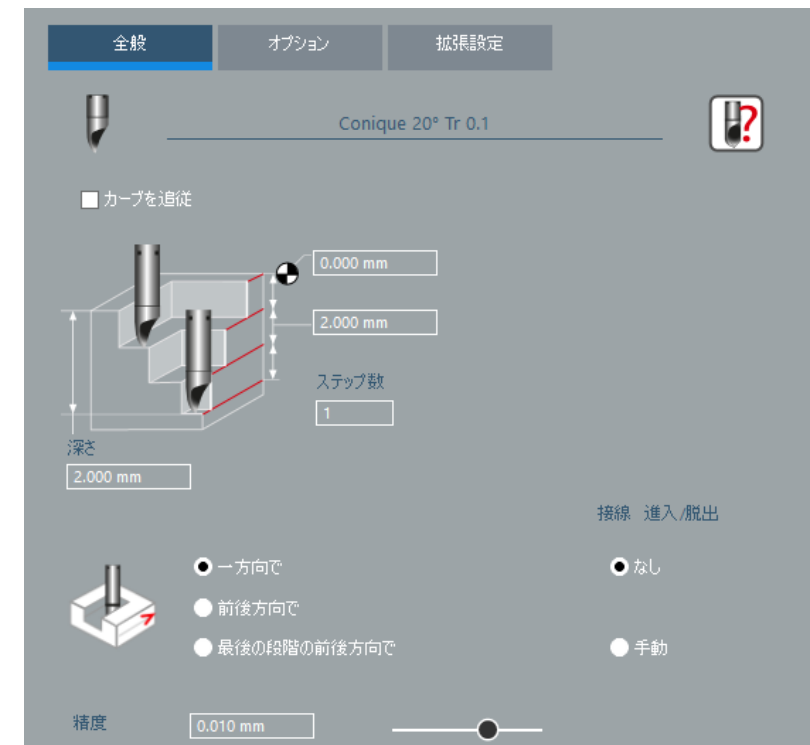 全般 オプション 拡張設定
Conique 20° Tr 0.1
?
カーブを追従
0.000 mm
2.000 mm
ステップ数
1
深さ
2.000 mm
接線 進入/脱出
一方向で なし
前後方向で
最後の段階の前後方向で 手動
精度 0.010 mm